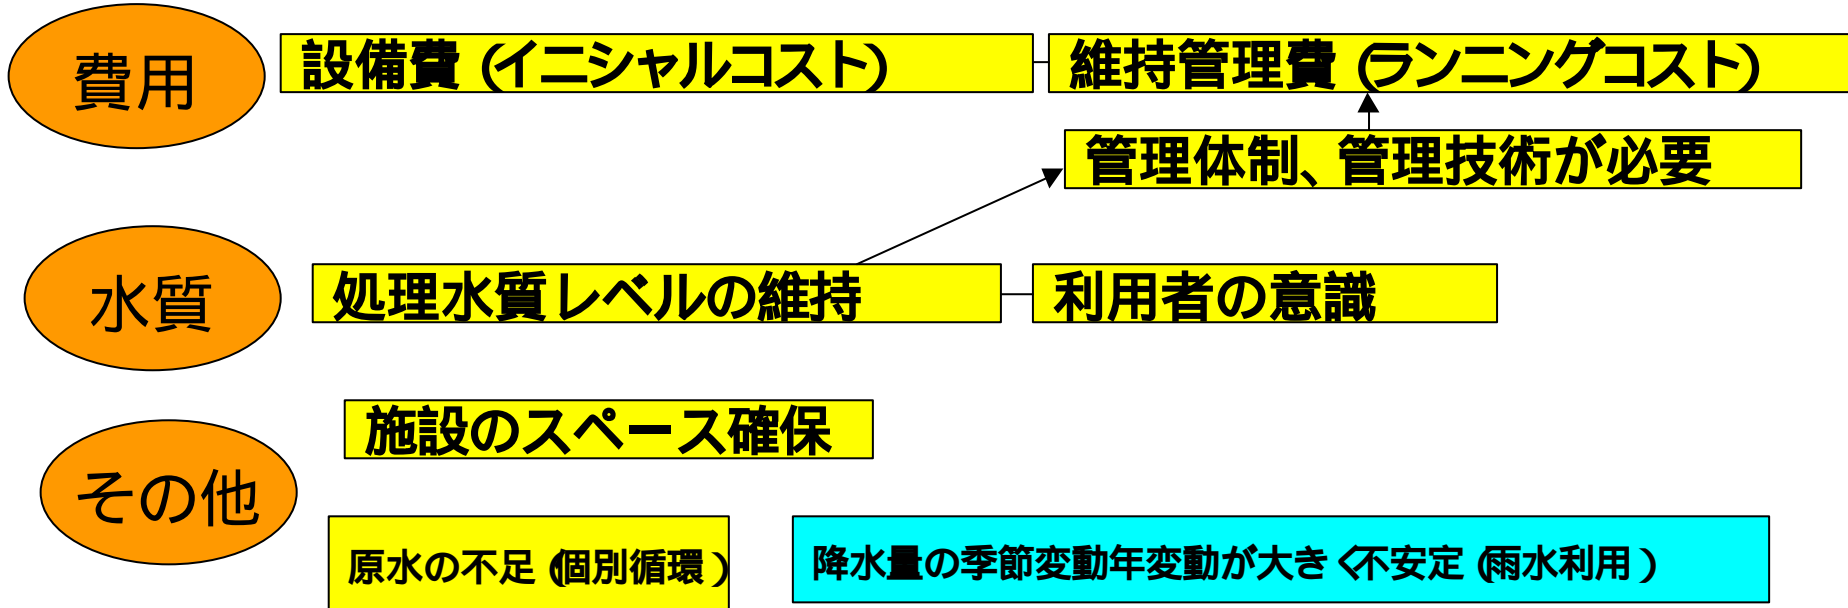 費用
設備費（イニシャルコスト）
維持管理費（ランニングコスト）
管理体制、管理技術が必要
水質
処理水質レベルの維持
利用者の意識
施設のスペース確保
その他
原水の不足（個別循環）
降水量の季節変動年変動が大きく不安定（雨水利用）